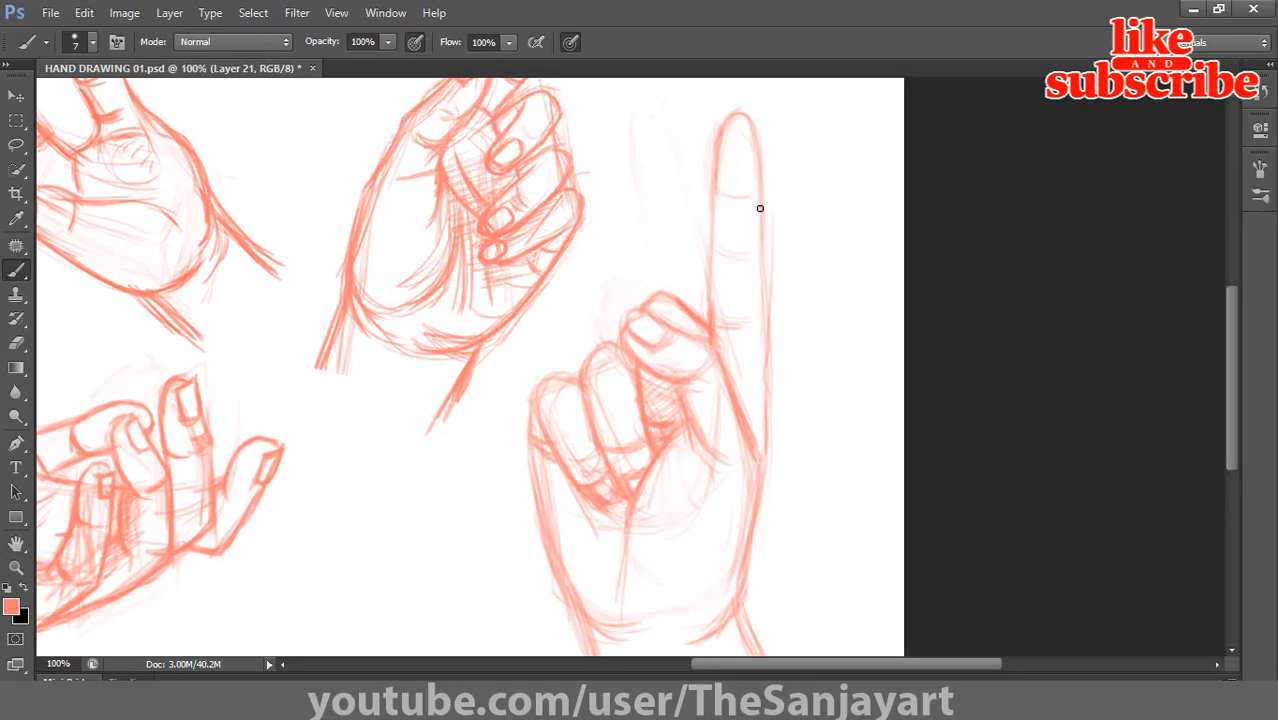 Ps File Edit Image Layer Type Select Filter View Window Help
7 Mode: Normal Opacity: 100% Flow: 100%
like
AND
subscribe
HAND DRAWING 01.psd @ 100% (Layer 21, RGB/8) *
100% Doc: 3.00M/40.2M
youtube.com/user/TheSanjayart